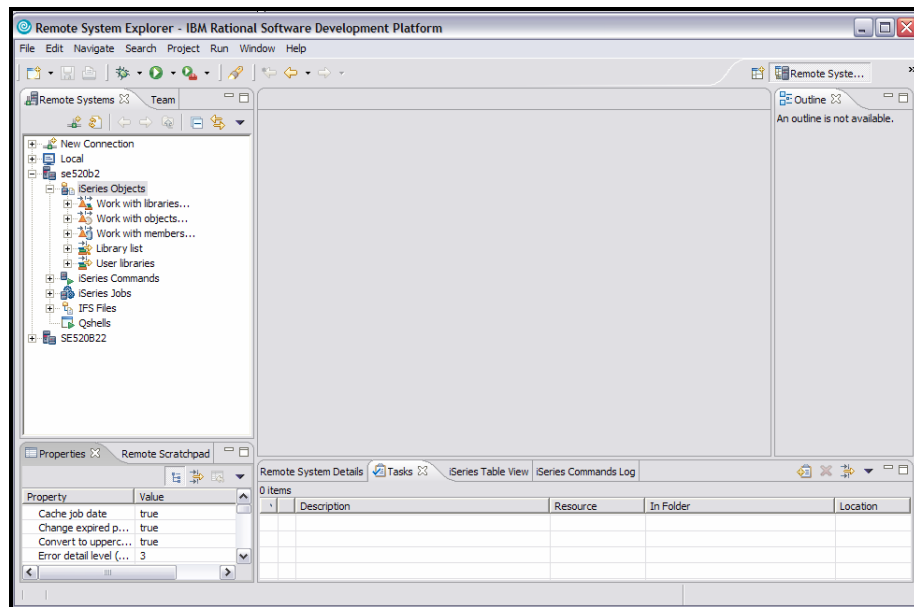 Remote System Explorer - IBM Rational Software Development Platform
File Edit Navigate Search Project Run Window Help
Remote Syste... »
Remote Systems Team
New Connection
Local
se520b2
iSeries Objects
Work with libraries...
Work with objects...
Work with members...
Library list
User libraries
iSeries Commands
iSeries Jobs
IFS Files
Qshells
SE520B22
Outline
An outline is not available.
Properties Remote Scratchpad
Property Value
Cache job date true
Change expired p... true
Convert to upperc... true
Error detail level (... 3
Remote System Details Tasks iSeries Table View iSeries Commands Log
0 items
Description Resource In Folder Location